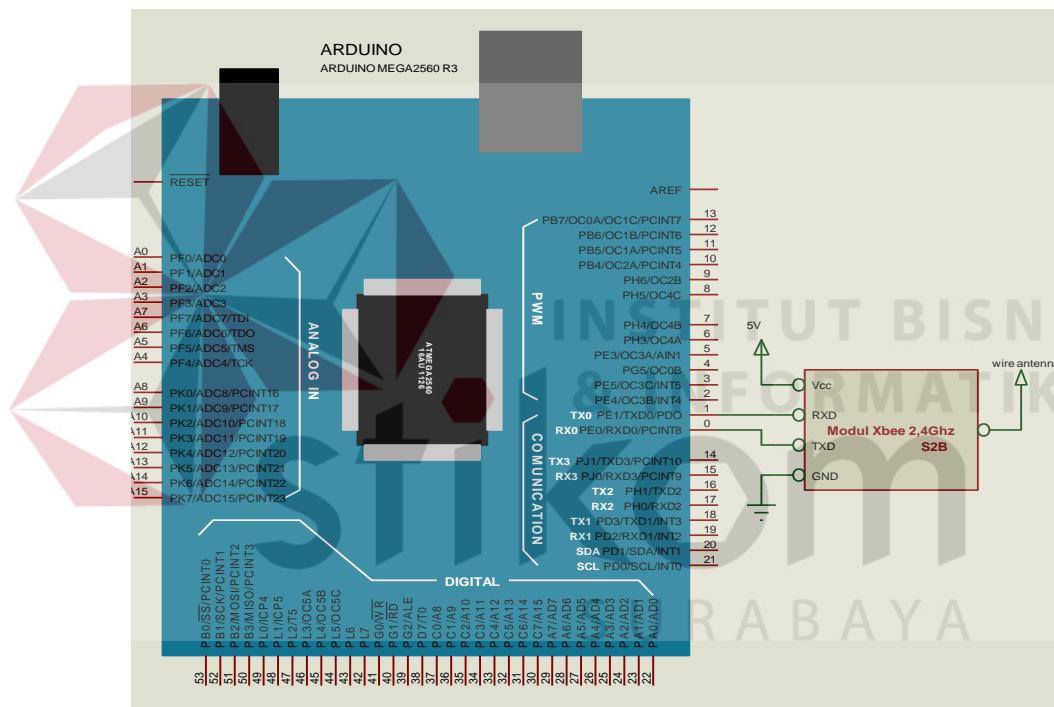 ARDUINO
ARDUINO MEGA2560 R3
RESET
AREF
PB7/OC0A/OC1C/PCINT7 13
PB6/OC1B/PCINT6 12
PB5/OC1A/PCINT5 11
PB4/OC2A/PCINT4 10
PH6/OC2B 9
PH5/OC4C 8
A0 PF0/ADC0
A1 PF1/ADC1
A2 PF2/ADC2
A3 PF3/ADC3
A7 PF7/ADC7/TDI
A6 PF6/ADC6/TDO
A5 PF5/ADC5/TMS
A4 PF4/ADC4/TCK
A8 PK0/ADC8/PCINT16
A9 PK1/ADC9/PCINT17
A10 PK2/ADC10/PCINT18
A11 PK3/ADC11/PCINT19
A12 PK4/ADC12/PCINT20
A13 PK5/ADC13/PCINT21
A14 PK6/ADC14/PCINT22
A15 PK7/ADC15/PCINT23
ANALOG IN
ATMEGA2560
16AU 1126
PWM
PH4/OC4B 7
PH3/OC4A 6
PE3/OC3A/AIN1 5
PG5/OC0B 4
PE5/OC3C/INT5 3
PE4/OC3B/INT4 2
TX0 PE1/TXD0/PDO 1
RX0 PE0/RXD0/PCINT8 0
COMUNICATION
TX3 PJ1/TXD3/PCINT10 14
RX3 PJ0/RXD3/PCINT9 15
TX2 PH1/TXD2 16
RX2 PH0/RXD2 17
TX1 PD3/TXD1/INT3 18
RX1 PD2/RXD1/INT2 19
SDA PD1/SDA/INT1 20
SCL PD0/SCL/INT0 21
5V
wire antenna
Vcc
RXD
Modul Xbee 2,4Ghz
S2B
TXD
GND
DIGITAL
PB0/SS/PCINT0 53
PB1/SCK/PCINT1 52
PB2/MOSI/PCINT2 51
PB3/MISO/PCINT3 50
PL0/ICP4 49
PL1/ICP5 48
PL2/T5 47
PL3/OC5A 46
PL4/OC5B 45
PL5/OC5C 44
PL6 43
PL7 42
PG0/WR 41
PG1/RD 40
PG2/ALE 39
PD7/T0 38
PC0/A8 37
PC1/A9 36
PC2/A10 35
PC3/A11 34
PC4/A12 33
PC5/A13 32
PC6/A14 31
PC7/A15 30
PA7/AD7 29
PA6/AD6 28
PA5/AD5 27
PA4/AD4 26
PA3/AD3 25
PA2/AD2 24
PA1/AD1 23
PA0/AD0 22
INSTITUT BISN
& INFORMATIK
stikom
SURABAYA